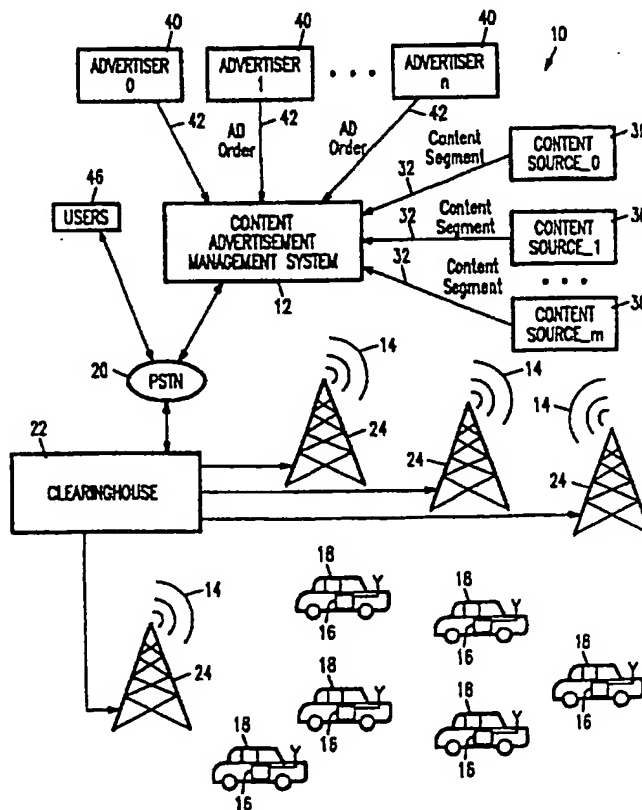 40
40
40
10
ADVERTISER
0
ADVERTISER
1
• • •
ADVERTISER
n
42
42
42
AD
Order
AD
Order
Content
Segment
32
CONTENT
SOURCE_0
46
USERS
CONTENT
ADVERTISEMENT
MANAGEMENT SYSTEM
12
32
Content
Segment
CONTENT
SOURCE_1
32
Content
Segment
• • •
CONTENT
SOURCE_m
20
PSTN
14
14
14
22
CLEARINGHOUSE
24
24
24
14
24
18
16
18
16
18
16
18
16
18
16
18
16